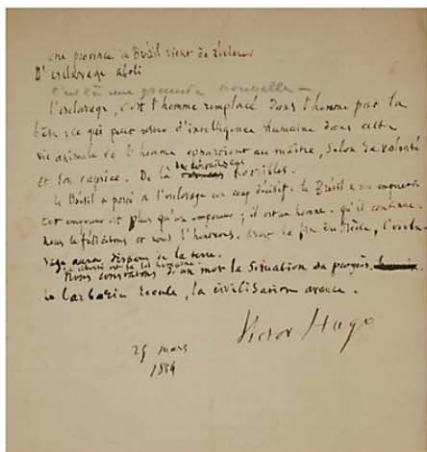 une province du Brésil vient de déclarer
l'esclavage aboli
c'est là une grande nouvelle —
l'esclavage, c'est l'homme remplacé dans l'homme par la
bête ; ce qui peut rester d'intelligence humaine dans cette
vie animale de l'homme appartient au maître, selon sa volonté
et son caprice. De là des circonstances horribles.
le Brésil a porté à l'esclavage un coup décisif. le Brésil a un empereur
cet empereur est plus qu'un empereur ; il est un homme. qu'il continue.
nous le félicitons et nous l'honorons. avant la fin du siècle, l'escla-
vage aura disparu de la terre.
la liberté est la loi humaine.
Nous constatons d'un mot la situation du progrès.
la barbarie recule, la civilisation avance.
Victor Hugo
25 mars
1884